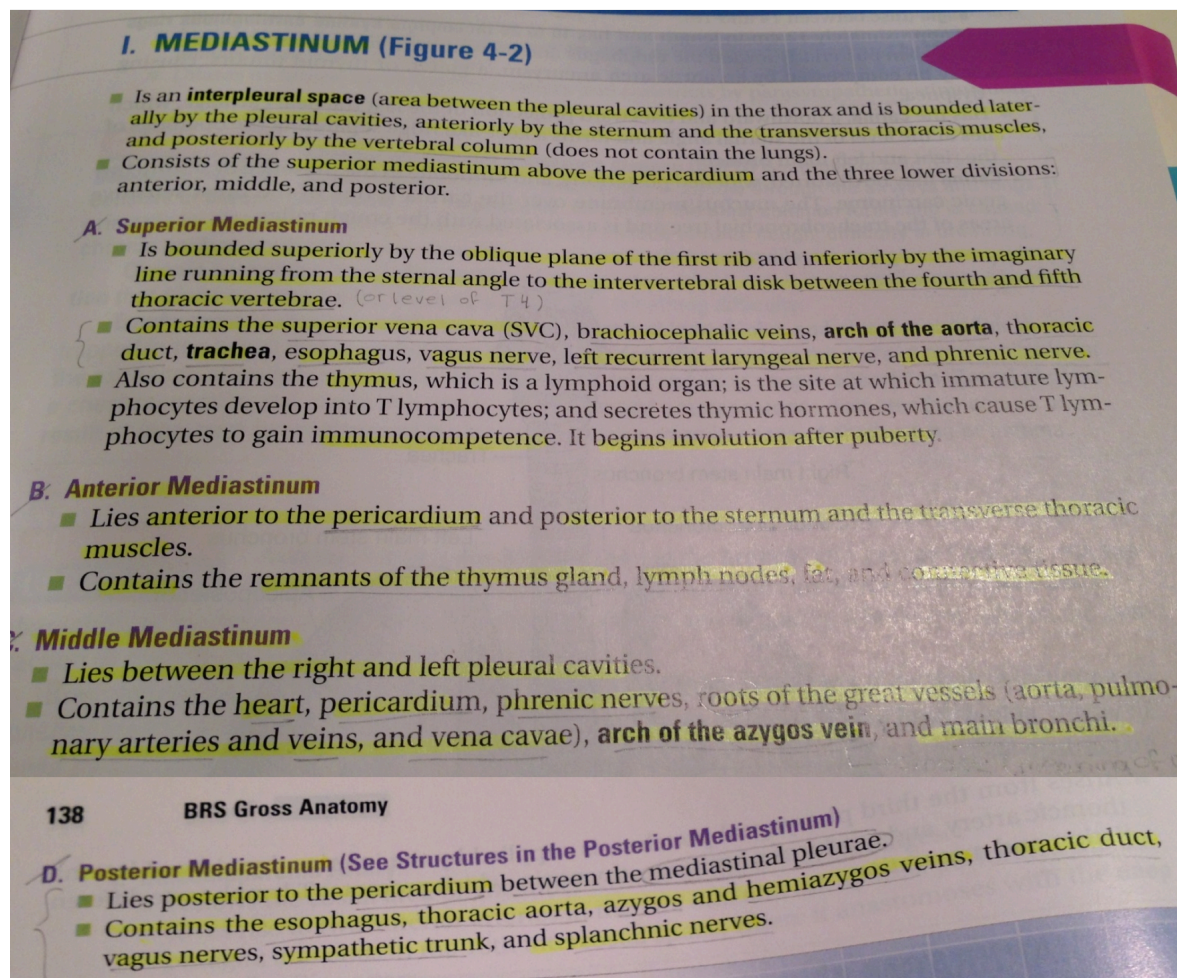 I. MEDIASTINUM (Figure 4-2)
■ Is an interpleural space (area between the pleural cavities) in the thorax and is bounded later-
ally by the pleural cavities, anteriorly by the sternum and the transversus thoracis muscles,
and posteriorly by the vertebral column (does not contain the lungs).
■ Consists of the superior mediastinum above the pericardium and the three lower divisions:
anterior, middle, and posterior.
A. Superior Mediastinum
■ Is bounded superiorly by the oblique plane of the first rib and inferiorly by the imaginary
line running from the sternal angle to the intervertebral disk between the fourth and fifth
thoracic vertebrae. (or level of T4)
■ Contains the superior vena cava (SVC), brachiocephalic veins, arch of the aorta, thoracic
duct, trachea, esophagus, vagus nerve, left recurrent laryngeal nerve, and phrenic nerve.
■ Also contains the thymus, which is a lymphoid organ; is the site at which immature lym-
phocytes develop into T lymphocytes; and secretes thymic hormones, which cause T lym-
phocytes to gain immunocompetence. It begins involution after puberty.
B. Anterior Mediastinum
■ Lies anterior to the pericardium and posterior to the sternum and the transverse thoracic
muscles.
■ Contains the remnants of the thymus gland, lymph nodes, fat, and connective tissue.
Middle Mediastinum
■ Lies between the right and left pleural cavities.
■ Contains the heart, pericardium, phrenic nerves, roots of the great vessels (aorta, pulmo-
nary arteries and veins, and vena cavae), arch of the azygos vein, and main bronchi.
138 BRS Gross Anatomy
D. Posterior Mediastinum (See Structures in the Posterior Mediastinum)
■ Lies posterior to the pericardium between the mediastinal pleurae.
■ Contains the esophagus, thoracic aorta, azygos and hemiazygos veins, thoracic duct,
vagus nerves, sympathetic trunk, and splanchnic nerves.